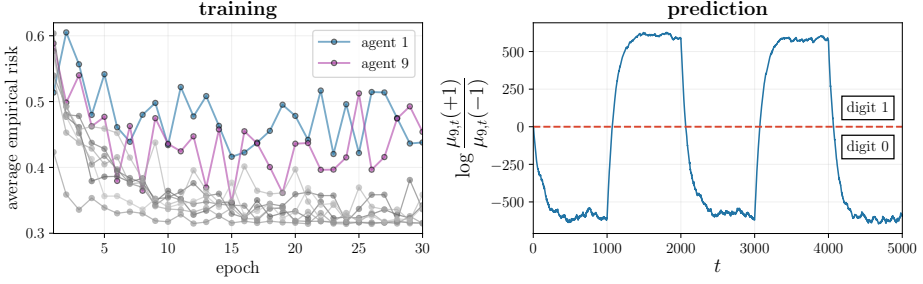 training
average empirical risk
0.6
0.5
0.4
0.3
agent 1
agent 9
5 10 15 20 25 30
epoch
prediction
log μ9,t(+1) / μ9,t(−1)
500
250
0
−250
−500
digit 1
digit 0
0 1000 2000 3000 4000 5000
t